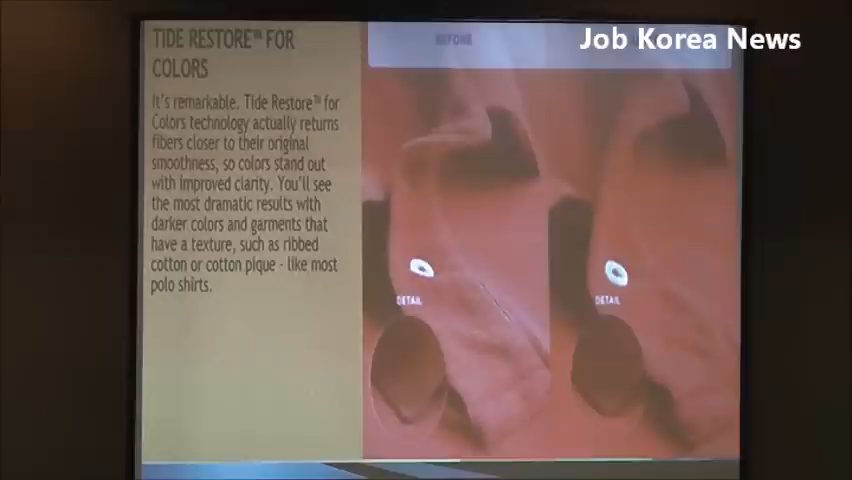 Job Korea News
TIDE RESTORE™ FOR
COLORS
It's remarkable. Tide Restore™ for
Colors technology actually returns
fibers closer to their original
smoothness, so colors stand out
with improved clarity. You'll see
the most dramatic results with
darker colors and garments that
have a texture, such as ribbed
cotton or cotton pique - like most
polo shirts.
BEFORE
DETAIL
DETAIL